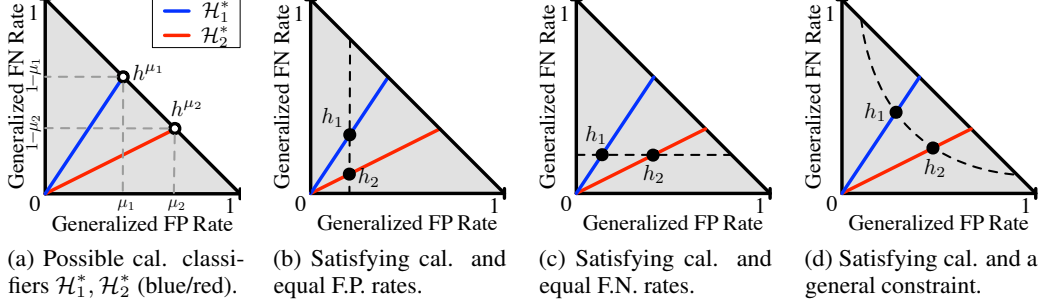 Generalized FN Rate
1
1−μ₁
1−μ₂
0
μ₁
μ₂
1
Generalized FP Rate
h^{μ₁}
h^{μ₂}
ℋ₁*
ℋ₂*
(a) Possible cal. classi-
fiers ℋ₁*, ℋ₂* (blue/red).
Generalized FN Rate
1
h₁
h₂
0
1
Generalized FP Rate
(b) Satisfying cal. and
equal F.P. rates.
Generalized FN Rate
1
h₁
h₂
0
1
Generalized FP Rate
(c) Satisfying cal. and
equal F.N. rates.
Generalized FN Rate
1
h₁
h₂
0
1
Generalized FP Rate
(d) Satisfying cal. and a
general constraint.